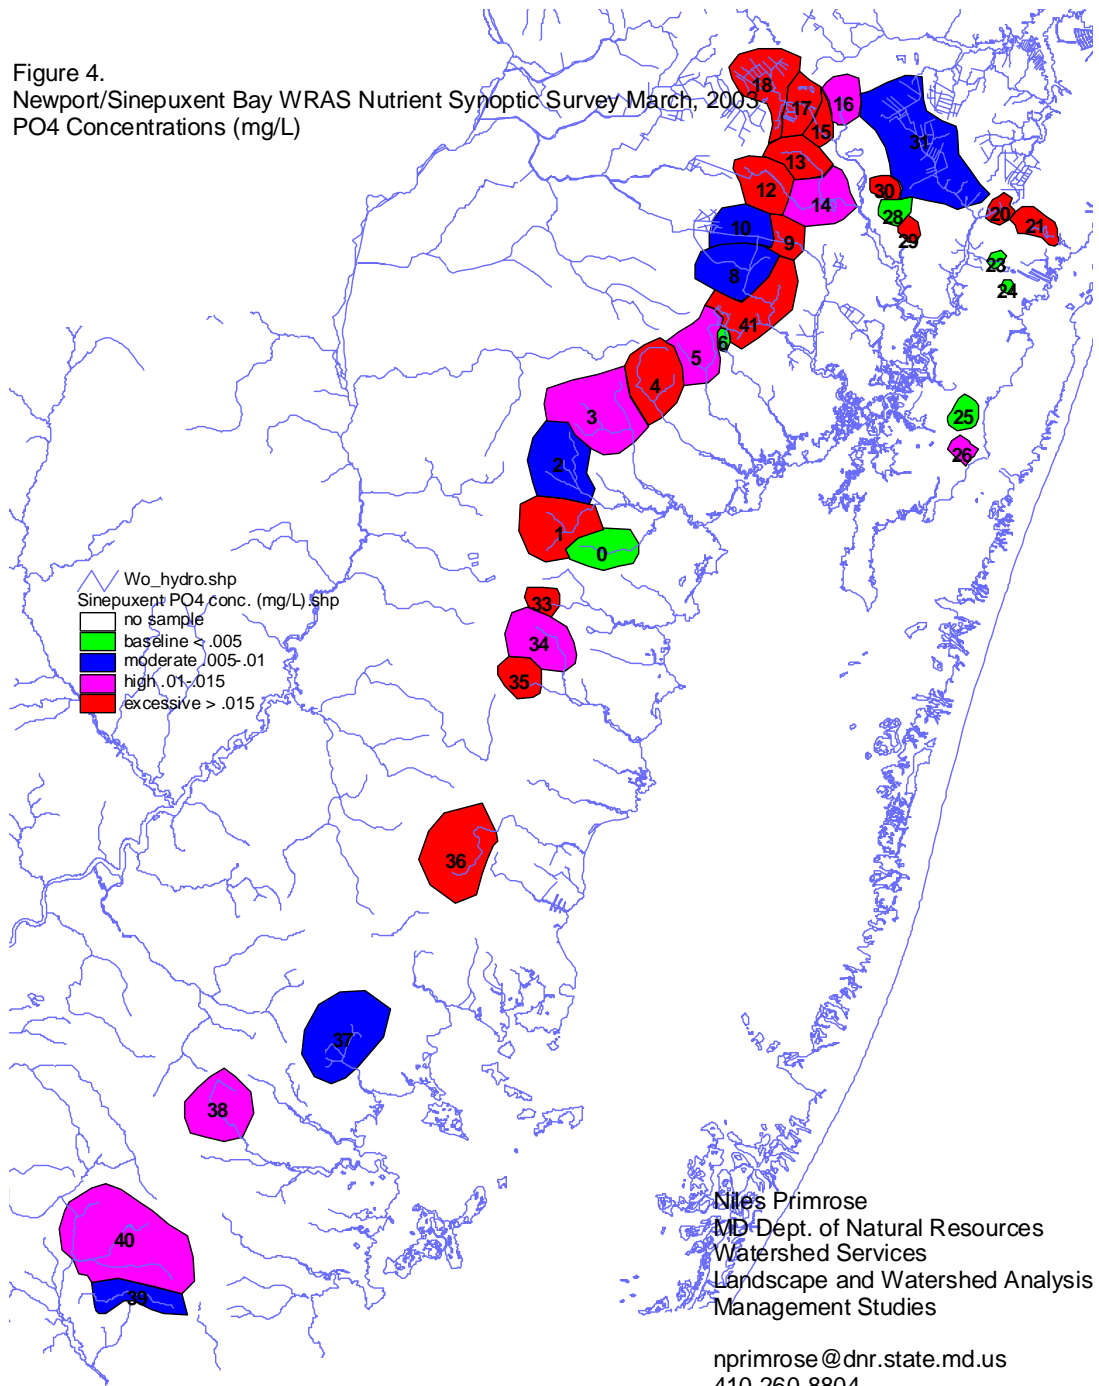 Figure 4.
Newport/Sinepuxent Bay WRAS Nutrient Synoptic Survey March, 2003
PO4 Concentrations (mg/L)
18
17
16
15
31
13
12
14
30
28
29
20
21
10
9
23
8
24
41
6
5
4
3
25
26
2
1
0
Wo_hydro.shp
Sinepuxent PO4 conc. (mg/L).shp
no sample
baseline < .005
moderate .005-.01
high .01-.015
excessive > .015
33
34
35
36
37
38
40
39
Niles Primrose
MD Dept. of Natural Resources
Watershed Services
Landscape and Watershed Analysis
Management Studies
nprimrose@dnr.state.md.us
410-260-8804